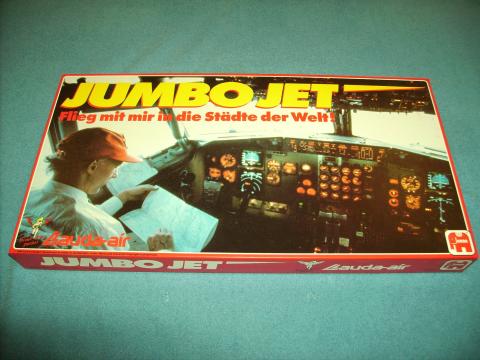 JUMBO JET
Flieg mit mir in die Städte der Welt!
Lauda-air
JUMBO JET
Lauda-air